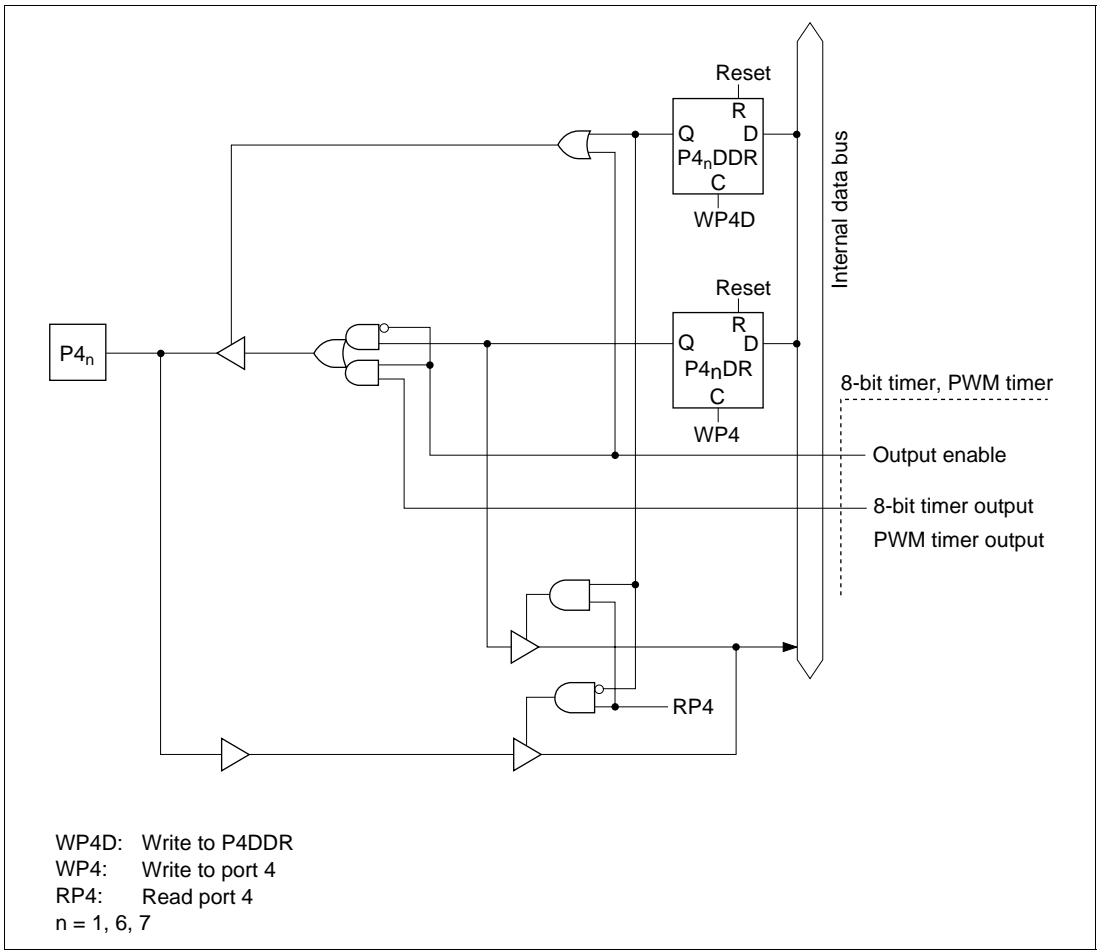 Reset
R
Q D
P4nDDR
C
WP4D
Internal data bus
Reset
R
Q D
P4nDR
C
WP4
P4n
8-bit timer, PWM timer
Output enable
8-bit timer output
PWM timer output
RP4
WP4D: Write to P4DDR
WP4: Write to port 4
RP4: Read port 4
n = 1, 6, 7